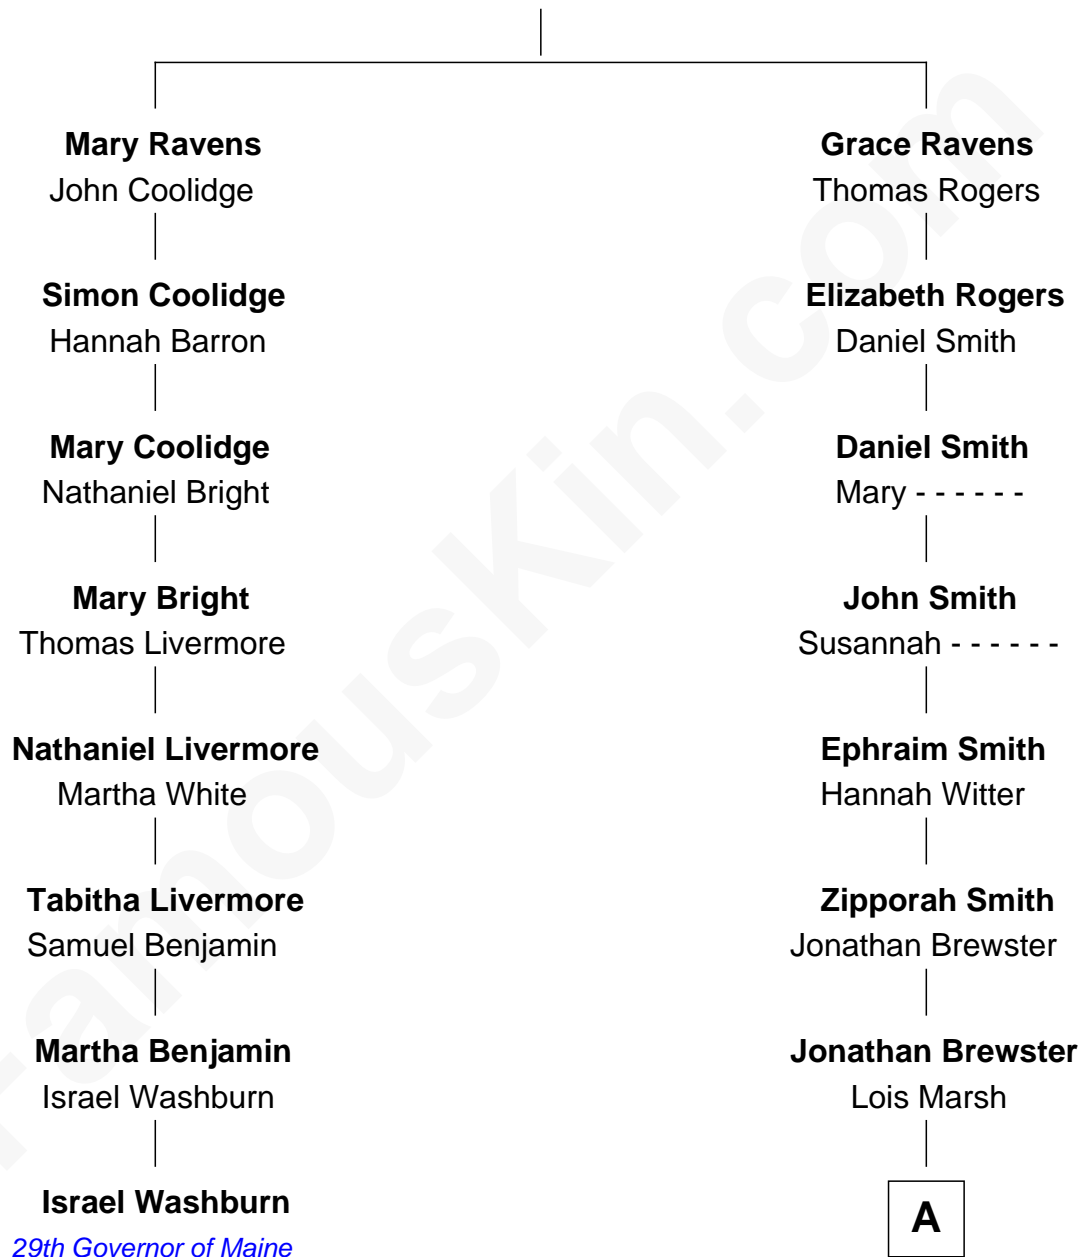 Mary Ravens
John Coolidge
Grace Ravens
Thomas Rogers
Simon Coolidge
Hannah Barron
Elizabeth Rogers
Daniel Smith
Mary Coolidge
Nathaniel Bright
Daniel Smith
Mary - - - - - -
Mary Bright
Thomas Livermore
John Smith
Susannah - - - - - -
Nathaniel Livermore
Martha White
Ephraim Smith
Hannah Witter
Tabitha Livermore
Samuel Benjamin
Zipporah Smith
Jonathan Brewster
Martha Benjamin
Israel Washburn
Jonathan Brewster
Lois Marsh
Israel Washburn
29th Governor of Maine
A
FamousKin.com